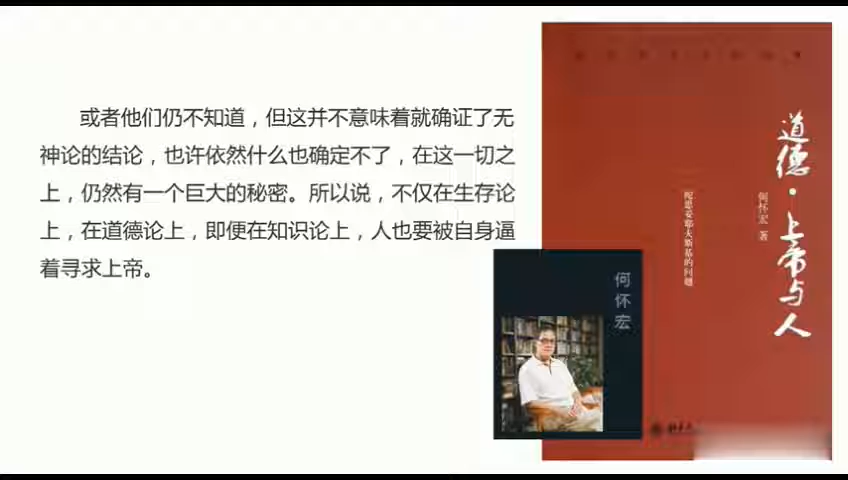 或者他们仍不知道，但这并不意味着就确证了无
神论的结论，也许依然什么也确定不了，在这一切之
上，仍然有一个巨大的秘密。所以说，不仅在生存论
上，在道德论上，即便在知识论上，人也要被自身逼
着寻求上帝。
道德·上帝与人
何怀宏 著
陀思妥耶夫斯基的问题
何怀宏